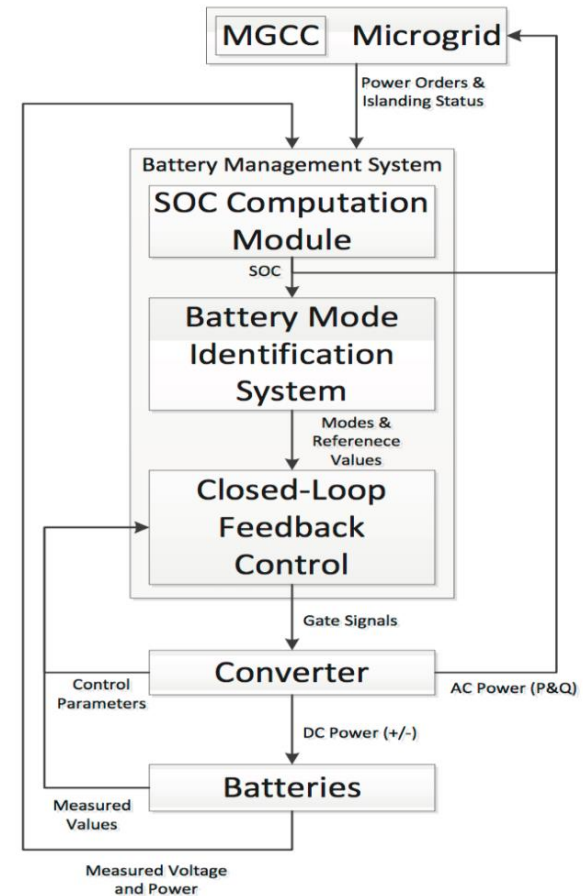 MGCC Microgrid
Power Orders &
Islanding Status
Battery Management System
SOC Computation
Module
SOC
Battery Mode
Identification
System
Modes &
Referenece
Values
Closed-Loop
Feedback
Control
Gate Signals
Converter
Control
Parameters
AC Power (P&Q)
DC Power (+/-)
Batteries
Measured
Values
Measured Voltage
and Power